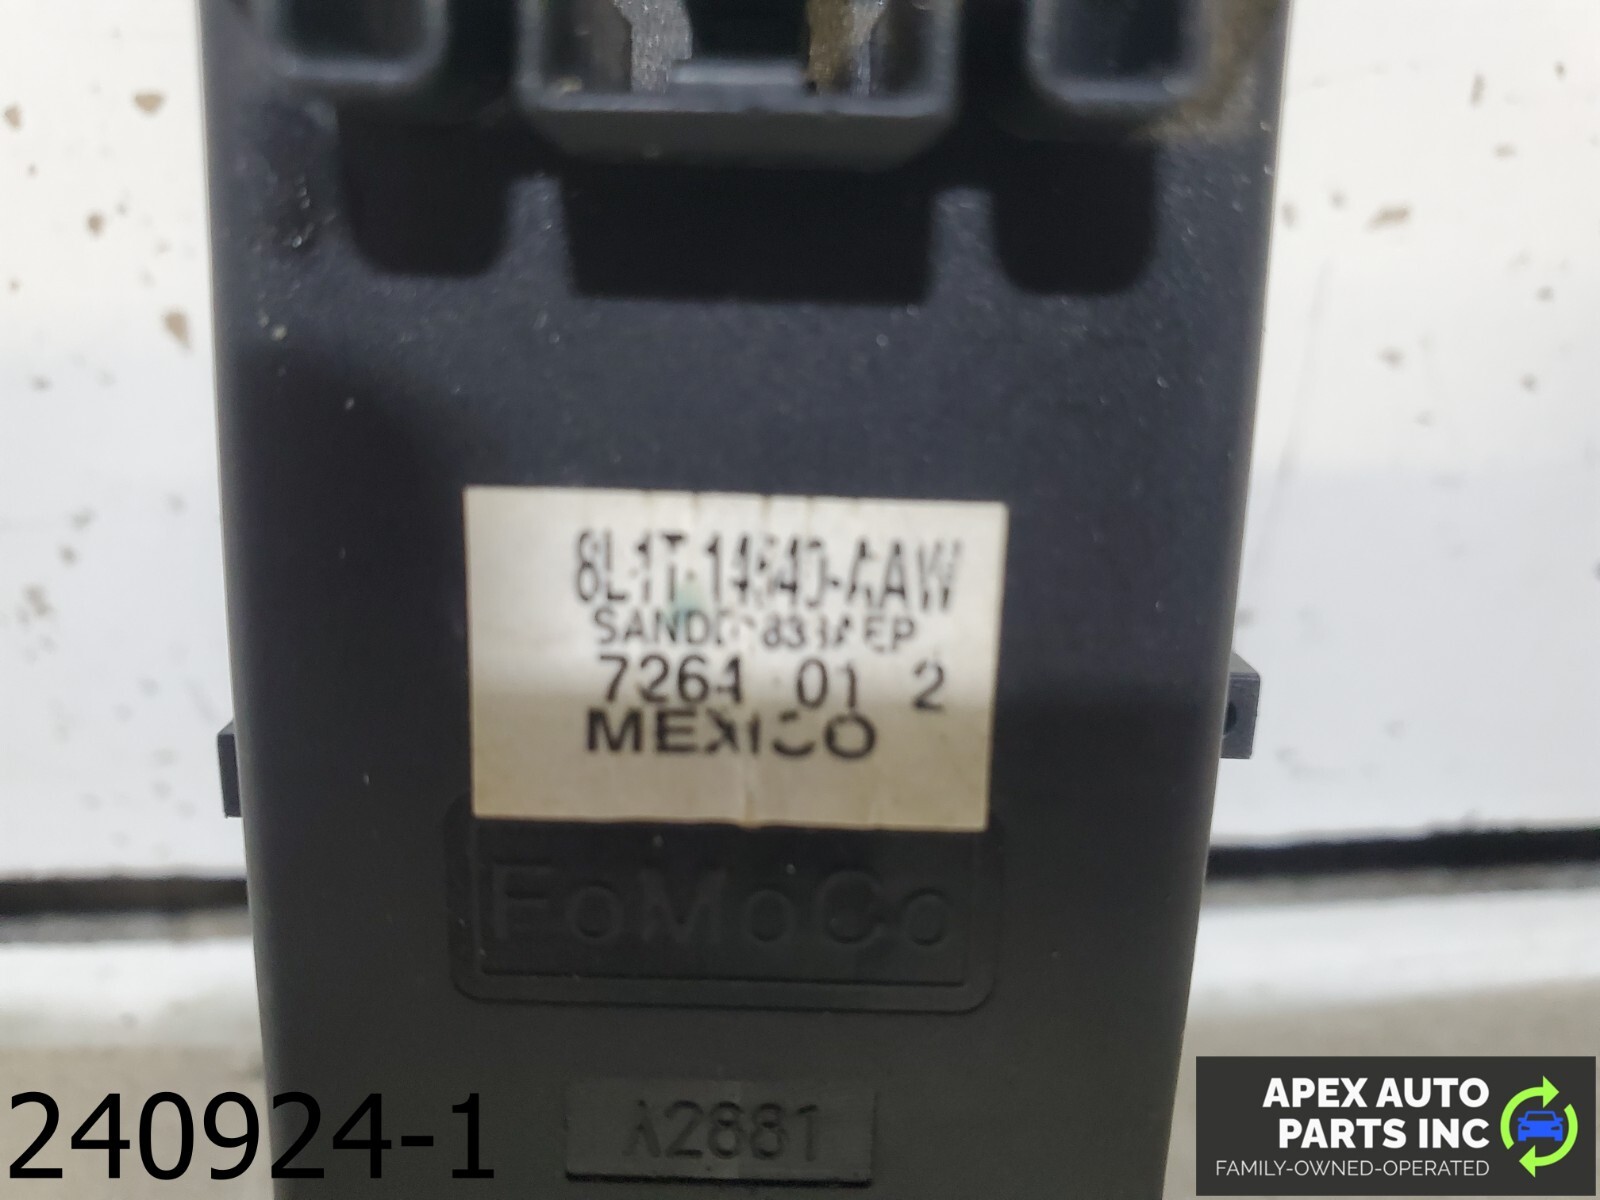 8L1T-14540-AAW
7264 01 2
MEXICO
FoMoCo
A2881
240924-1
APEX AUTO
PARTS INC
FAMILY-OWNED-OPERATED